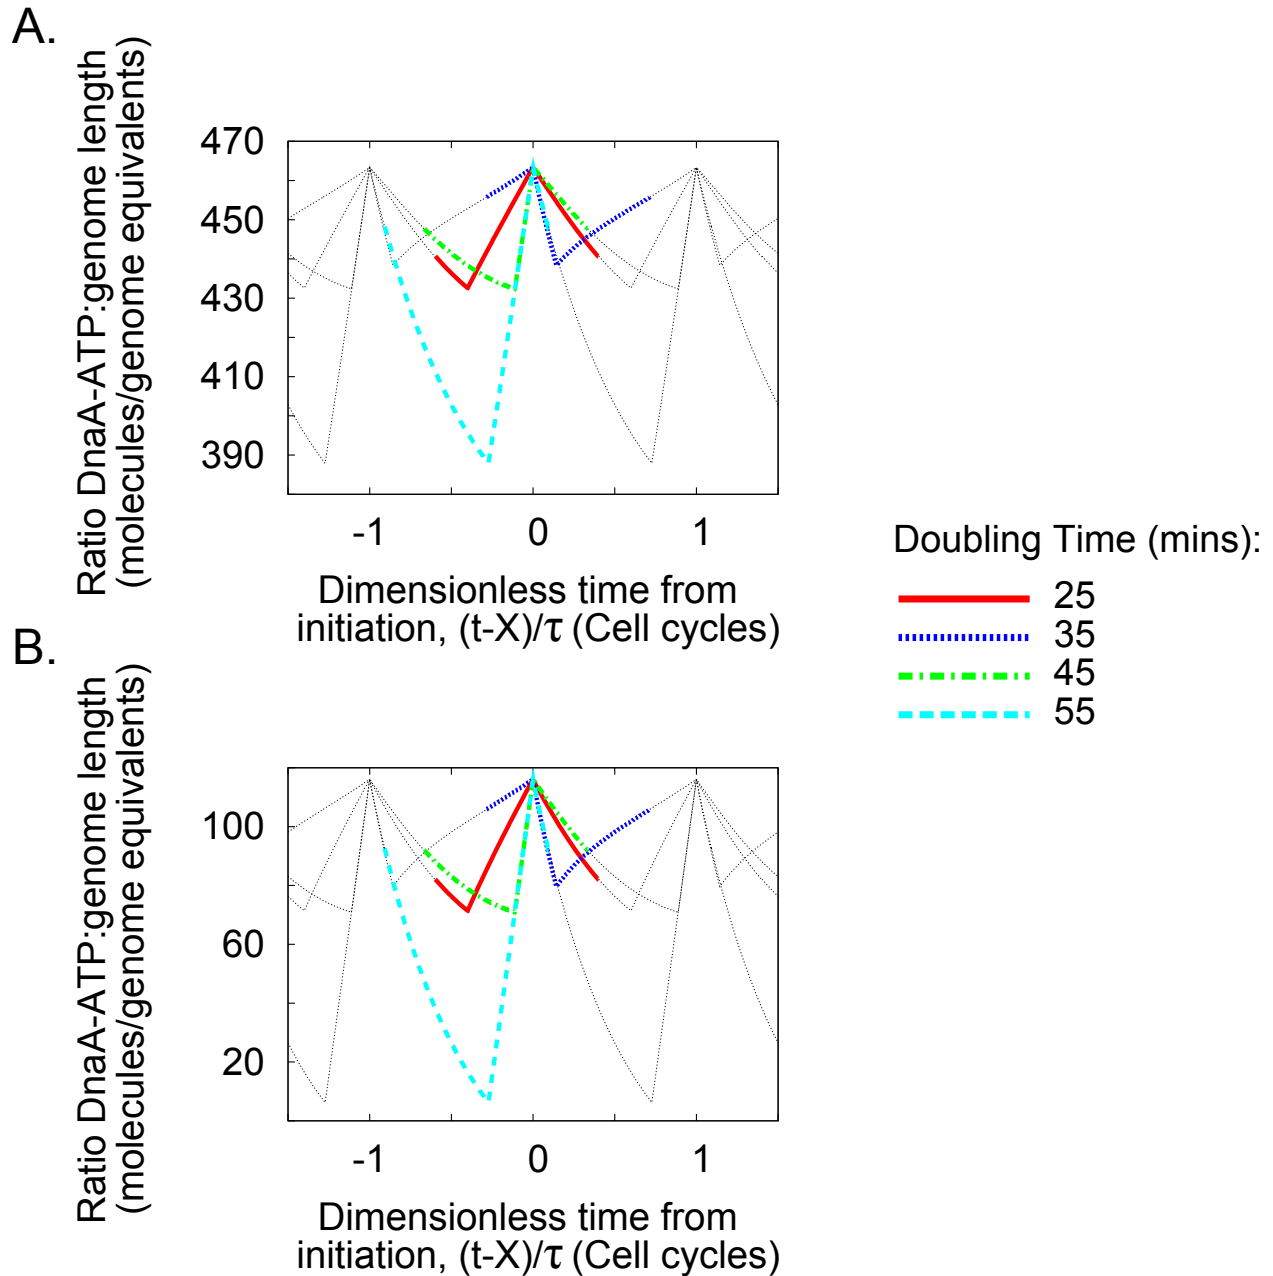 A.
Ratio DnaA-ATP:genome length
(molecules/genome equivalents)
470
450
430
410
390
-1
0
1
Dimensionless time from
initiation, (t-X)/τ (Cell cycles)
Doubling Time (mins):
25
35
45
55
B.
Ratio DnaA-ATP:genome length
(molecules/genome equivalents)
100
60
20
-1
0
1
Dimensionless time from
initiation, (t-X)/τ (Cell cycles)